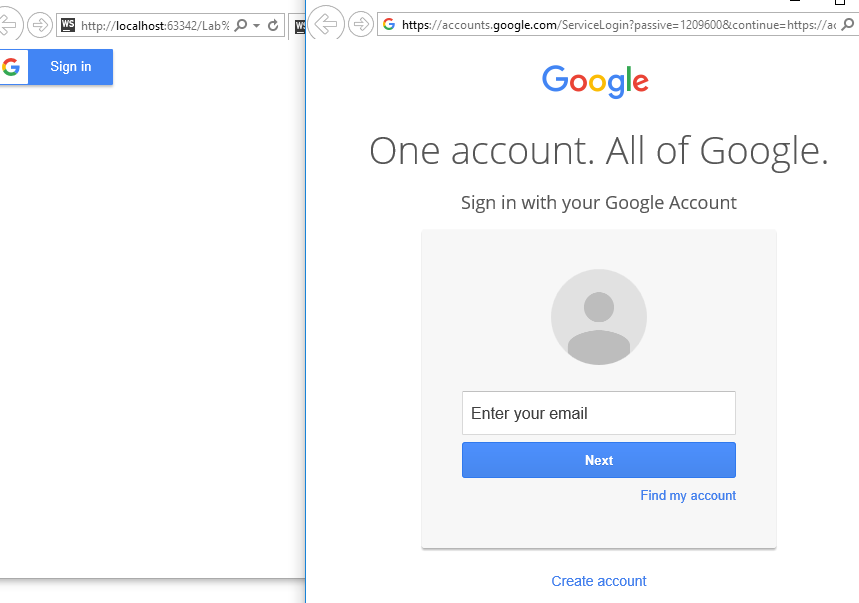 WS http://localhost:63342/Lab%
G Sign in
https://accounts.google.com/ServiceLogin?passive=1209600&continue=https://ac
Google
One account. All of Google.
Sign in with your Google Account
Enter your email
Next
Find my account
Create account